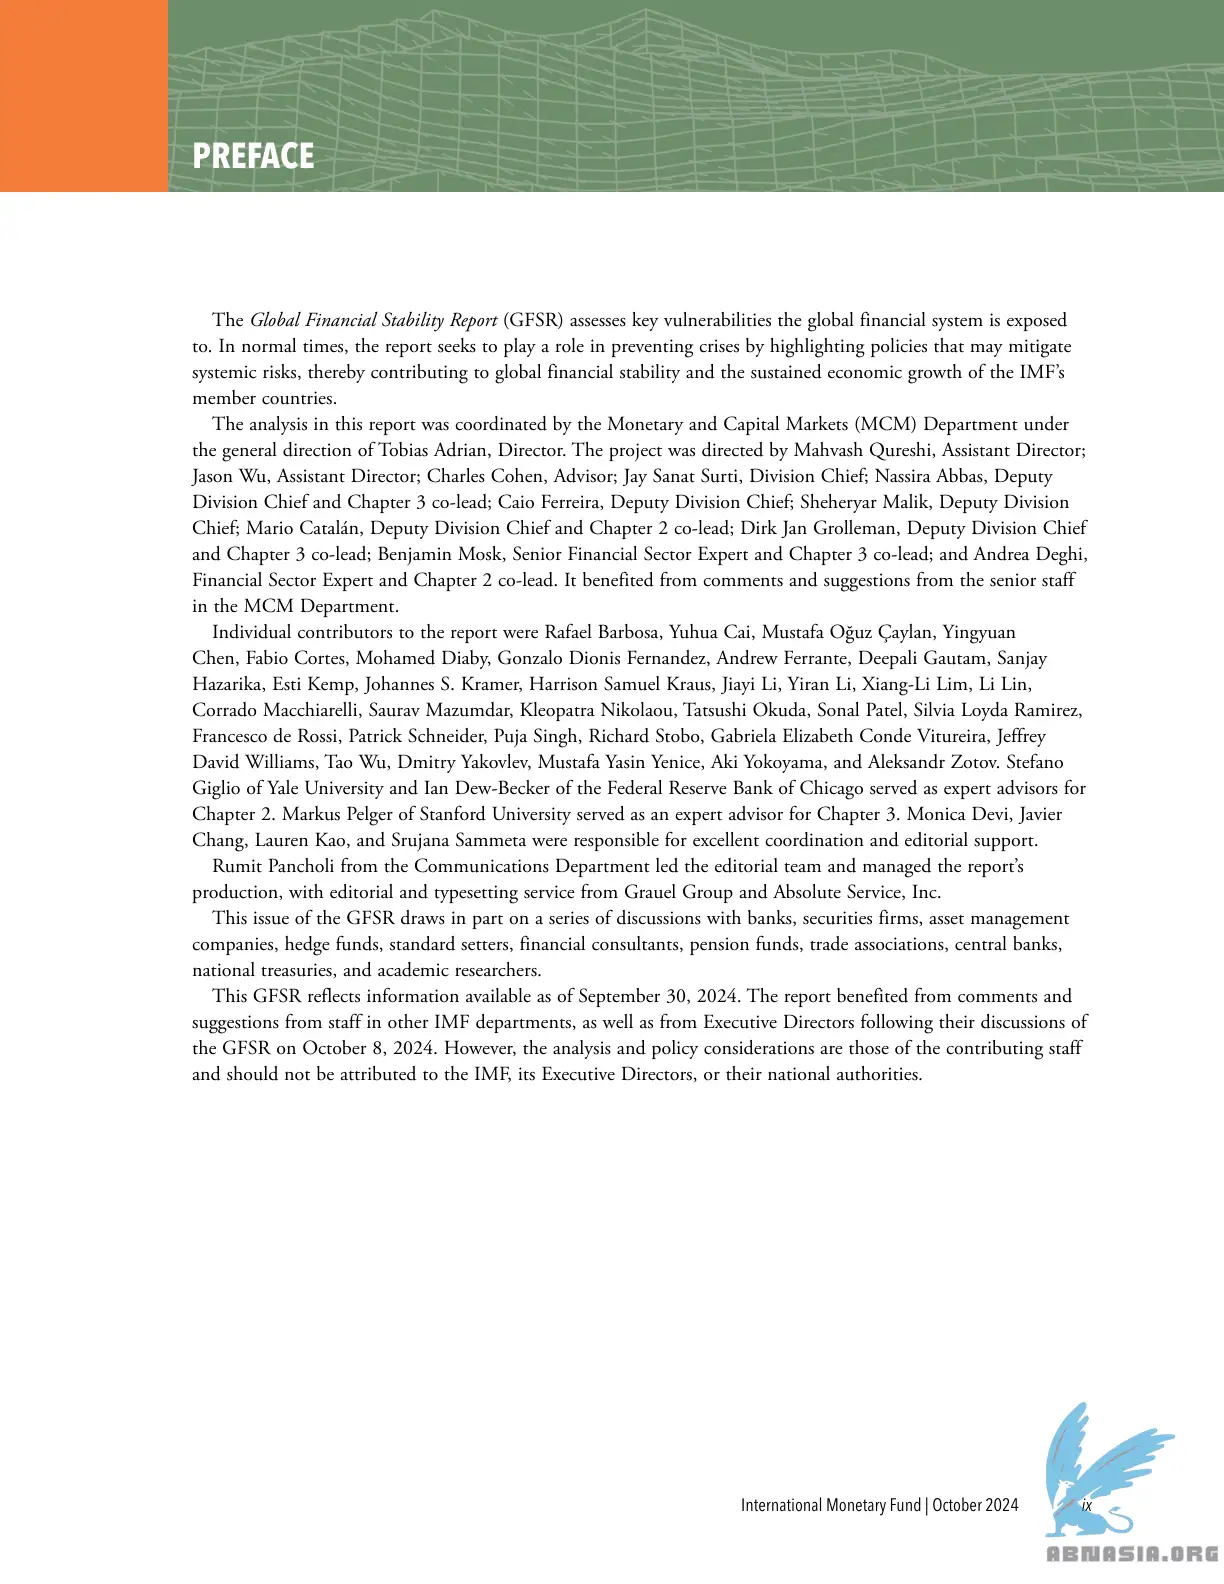 PREFACE
The Global Financial Stability Report (GFSR) assesses key vulnerabilities the global financial system is exposed
to. In normal times, the report seeks to play a role in preventing crises by highlighting policies that may mitigate
systemic risks, thereby contributing to global financial stability and the sustained economic growth of the IMF’s
member countries.
The analysis in this report was coordinated by the Monetary and Capital Markets (MCM) Department under
the general direction of Tobias Adrian, Director. The project was directed by Mahvash Qureshi, Assistant Director;
Jason Wu, Assistant Director; Charles Cohen, Advisor; Jay Sanat Surti, Division Chief; Nassira Abbas, Deputy
Division Chief and Chapter 3 co-lead; Caio Ferreira, Deputy Division Chief; Sheheryar Malik, Deputy Division
Chief; Mario Catalán, Deputy Division Chief and Chapter 2 co-lead; Dirk Jan Grolleman, Deputy Division Chief
and Chapter 3 co-lead; Benjamin Mosk, Senior Financial Sector Expert and Chapter 3 co-lead; and Andrea Deghi,
Financial Sector Expert and Chapter 2 co-lead. It benefited from comments and suggestions from the senior staff
in the MCM Department.
Individual contributors to the report were Rafael Barbosa, Yuhua Cai, Mustafa Oğuz Çaylan, Yingyuan
Chen, Fabio Cortes, Mohamed Diaby, Gonzalo Dionis Fernandez, Andrew Ferrante, Deepali Gautam, Sanjay
Hazarika, Esti Kemp, Johannes S. Kramer, Harrison Samuel Kraus, Jiayi Li, Yiran Li, Xiang-Li Lim, Li Lin,
Corrado Macchiarelli, Saurav Mazumdar, Kleopatra Nikolaou, Tatsushi Okuda, Sonal Patel, Silvia Loyda Ramirez,
Francesco de Rossi, Patrick Schneider, Puja Singh, Richard Stobo, Gabriela Elizabeth Conde Vitureira, Jeffrey
David Williams, Tao Wu, Dmitry Yakovlev, Mustafa Yasin Yenice, Aki Yokoyama, and Aleksandr Zotov. Stefano
Giglio of Yale University and Ian Dew-Becker of the Federal Reserve Bank of Chicago served as expert advisors for
Chapter 2. Markus Pelger of Stanford University served as an expert advisor for Chapter 3. Monica Devi, Javier
Chang, Lauren Kao, and Srujana Sammeta were responsible for excellent coordination and editorial support.
Rumit Pancholi from the Communications Department led the editorial team and managed the report’s
production, with editorial and typesetting service from Grauel Group and Absolute Service, Inc.
This issue of the GFSR draws in part on a series of discussions with banks, securities firms, asset management
companies, hedge funds, standard setters, financial consultants, pension funds, trade associations, central banks,
national treasuries, and academic researchers.
This GFSR reflects information available as of September 30, 2024. The report benefited from comments and
suggestions from staff in other IMF departments, as well as from Executive Directors following their discussions of
the GFSR on October 8, 2024. However, the analysis and policy considerations are those of the contributing staff
and should not be attributed to the IMF, its Executive Directors, or their national authorities.
International Monetary Fund | October 2024 ix
ABNASIA.ORG